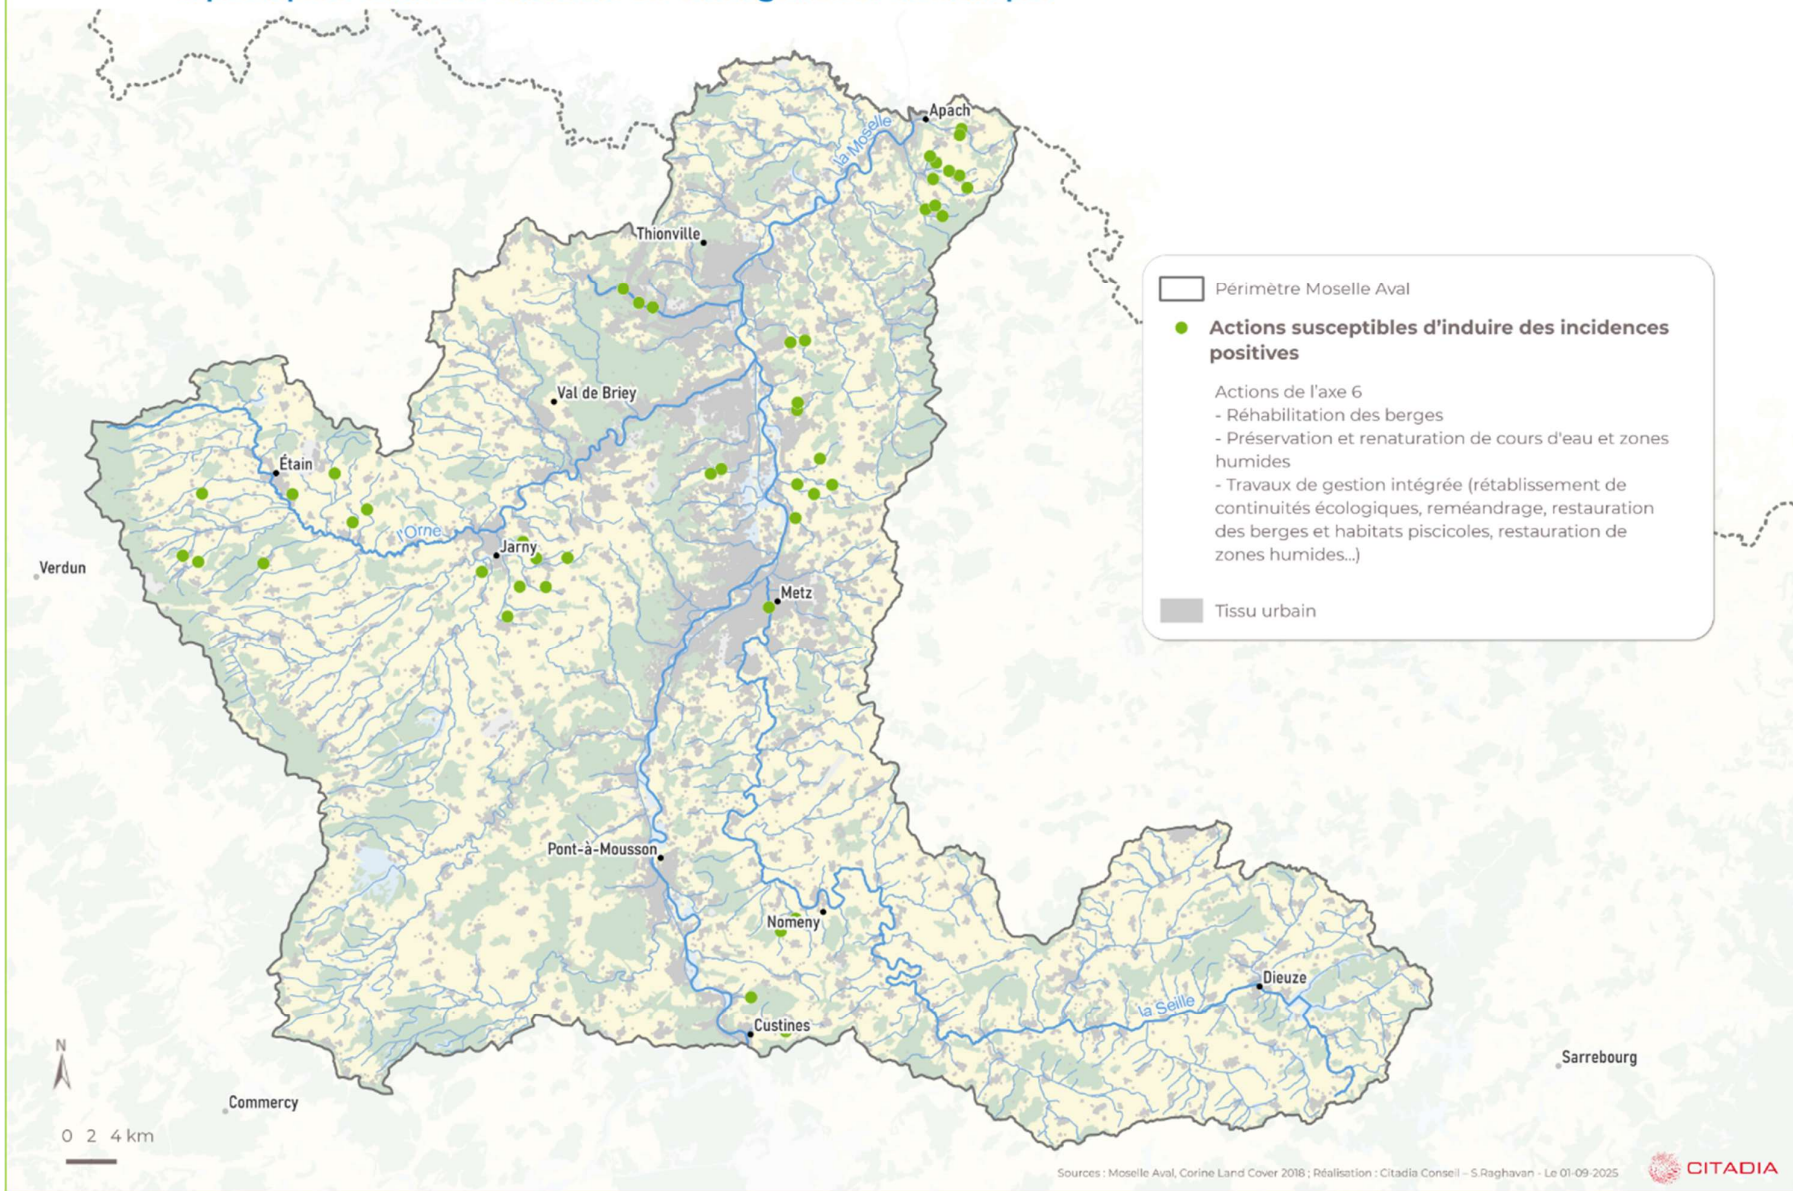 Apach
la Moselle
Thionville
Périmètre Moselle Aval
Actions susceptibles d'induire des incidences
positives
Actions de l'axe 6
- Réhabilitation des berges
- Préservation et renaturation de cours d'eau et zones
humides
- Travaux de gestion intégrée (rétablissement de
continuités écologiques, reméandrage, restauration
des berges et habitats piscicoles, restauration de
zones humides...)
Tissu urbain
Val de Briey
Étain
l'Orne
Jarny
Verdun
Metz
Pont-à-Mousson
Nomeny
Dieuze
la Seille
Custines
Sarrebourg
N
Commercy
0 2 4 km
Sources : Moselle Aval, Corine Land Cover 2018 ; Réalisation : Citadia Conseil – S.Raghavan - Le 01-09-2025
CITADIA